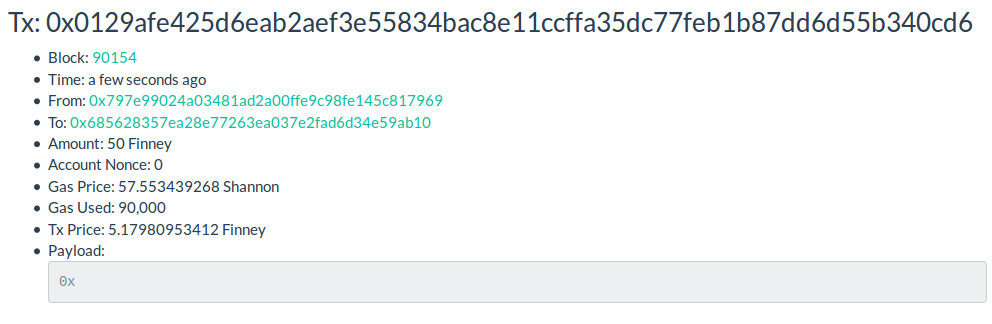 Tx: 0x0129afe425d6eab2aef3e55834bac8e11ccffa35dc77feb1b87dd6d55b340cd6
Block: 90154
Time: a few seconds ago
From: 0x797e99024a03481ad2a00ffe9c98fe145c817969
To: 0x685628357ea28e77263ea037e2fad6d34e59ab10
Amount: 50 Finney
Account Nonce: 0
Gas Price: 57.553439268 Shannon
Gas Used: 90,000
Tx Price: 5.17980953412 Finney
Payload:
0x